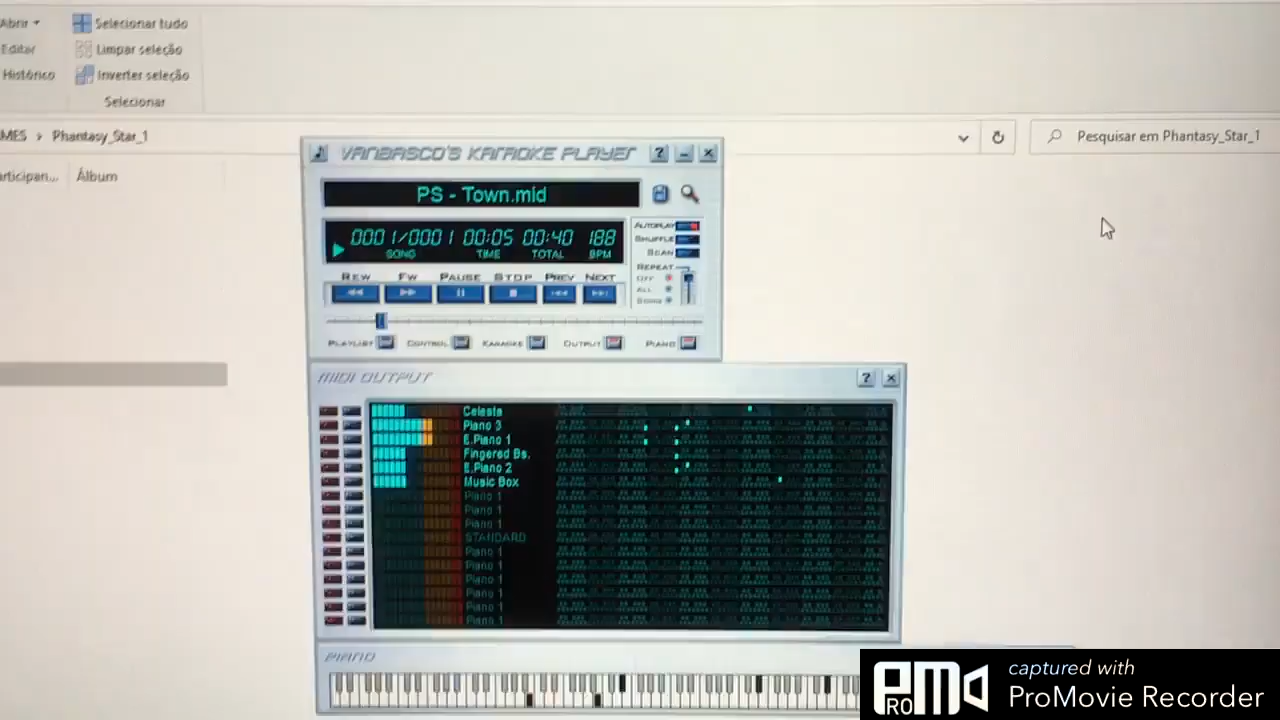 Abrir
Selecionar tudo
Editar
Limpar seleção
Histórico
Inverter seleção
Selecionar
MES › Phantasy_Star_1
Pesquisar em Phantasy_Star_1
articipan...
Álbum
VANBASCO'S KARAOKE PLAYER
?
PS - Town.mid
0001/0001 00:05 00:40 188
SONG TIME TOTAL BPM
AUTOPLAY
SHUFFLE
SCAN
REPEAT
OFF
ALL
SONG
REW FW PAUSE STOP PREV NEXT
PLAYLIST CONTROL KARAOKE OUTPUT PIANO
MIDI OUTPUT
?
Celesta
Piano 3
E.Piano 1
Fingered Bs.
E.Piano 2
Music Box
Piano 1
Piano 1
Piano 1
STANDARD
Piano 1
Piano 1
Piano 1
Piano 1
Piano 1
Piano 1
PIANO
PRO M
captured with
ProMovie Recorder